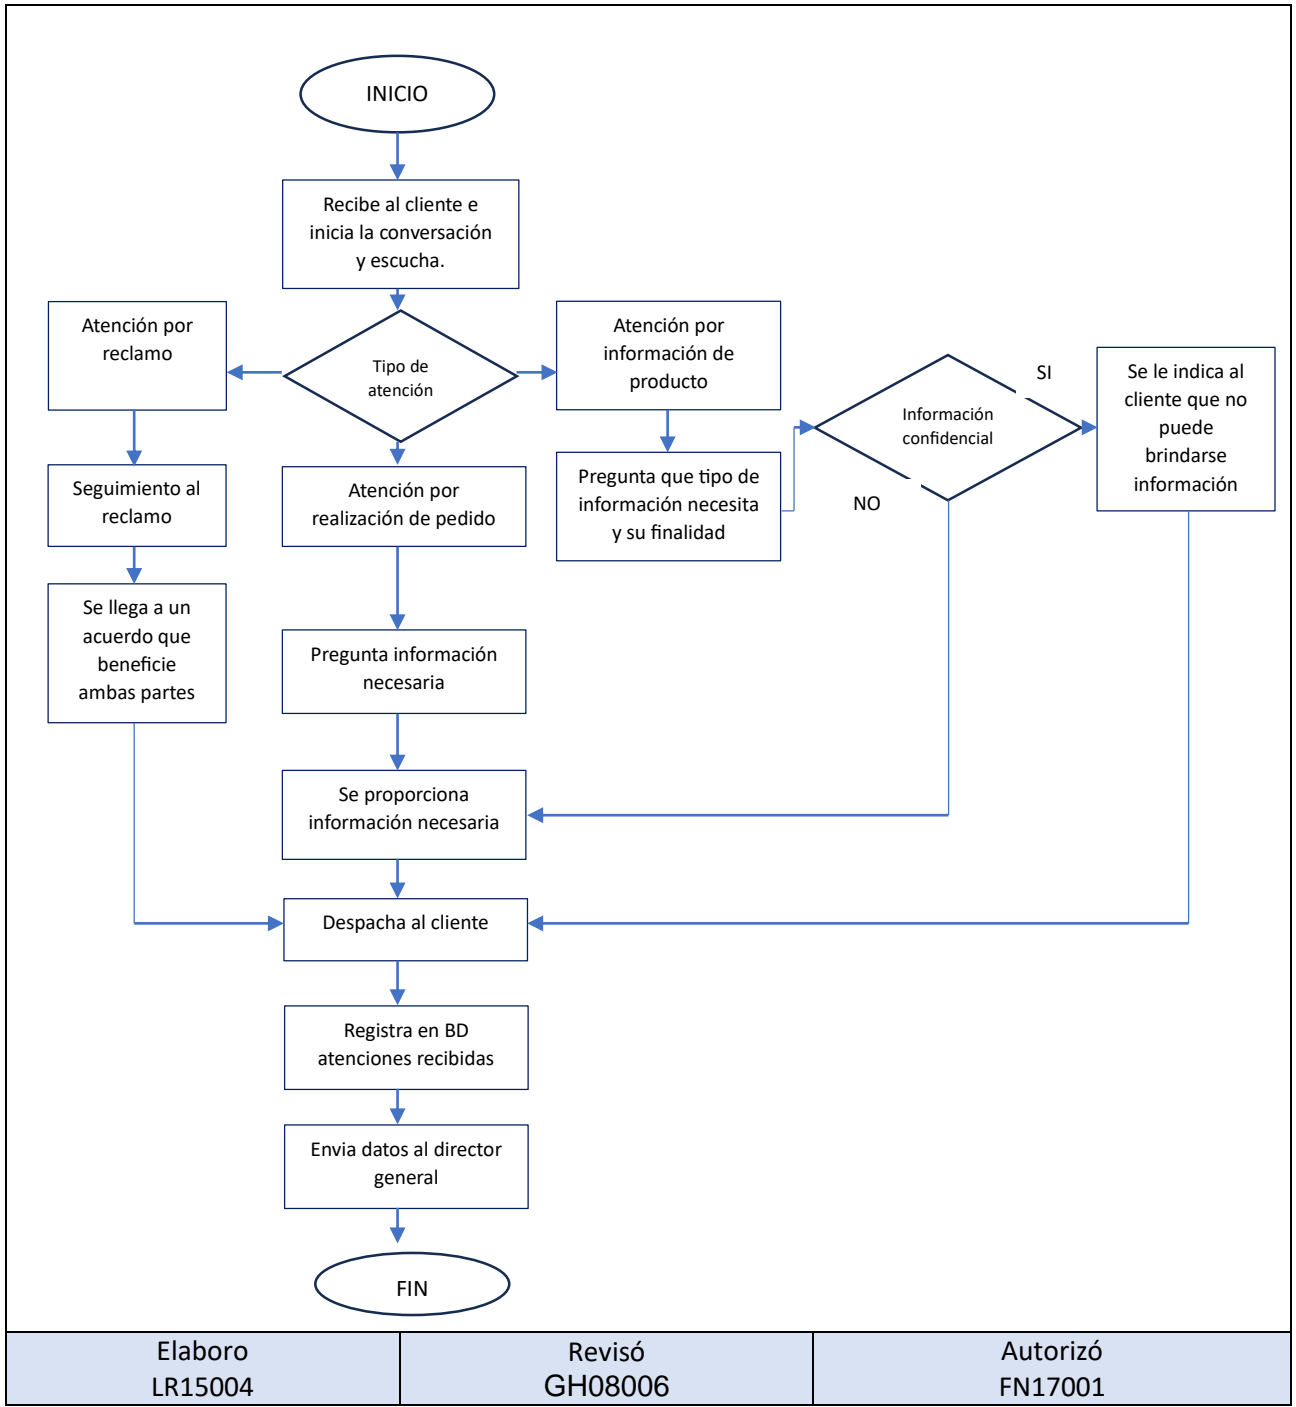 INICIO
Recibe al cliente e
inicia la conversación
y escucha.
Atención por
reclamo
Tipo de
atención
Atención por
información de
producto
Información
confidencial
SI
NO
Se le indica al
cliente que no
puede
brindarse
información
Seguimiento al
reclamo
Atención por
realización de pedido
Pregunta que tipo de
información necesita
y su finalidad
Se llega a un
acuerdo que
beneficie
ambas partes
Pregunta información
necesaria
Se proporciona
información necesaria
Despacha al cliente
Registra en BD
atenciones recibidas
Envia datos al director
general
FIN
Elaboro
LR15004
Revisó
GH08006
Autorizó
FN17001